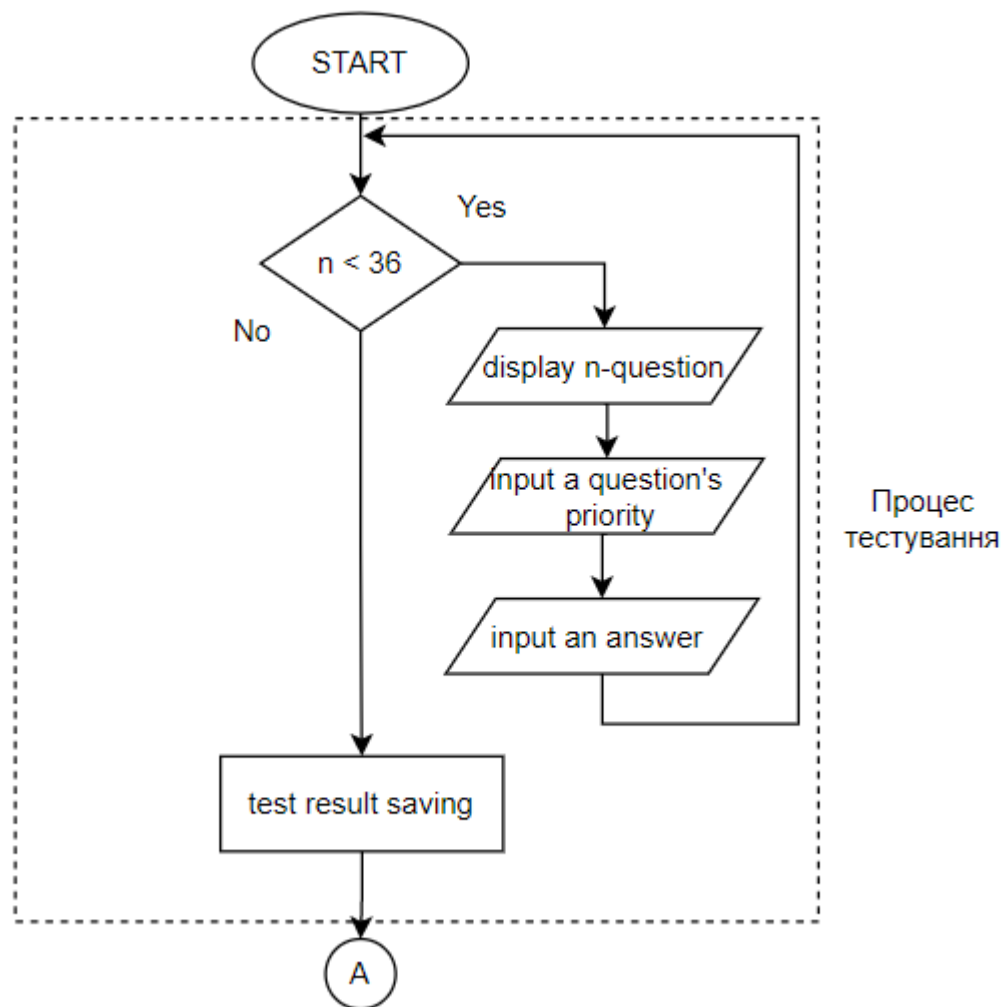 START
Yes
n < 36
No
display n-question
input a question's
priority
Процес
тестування
input an answer
test result saving
A